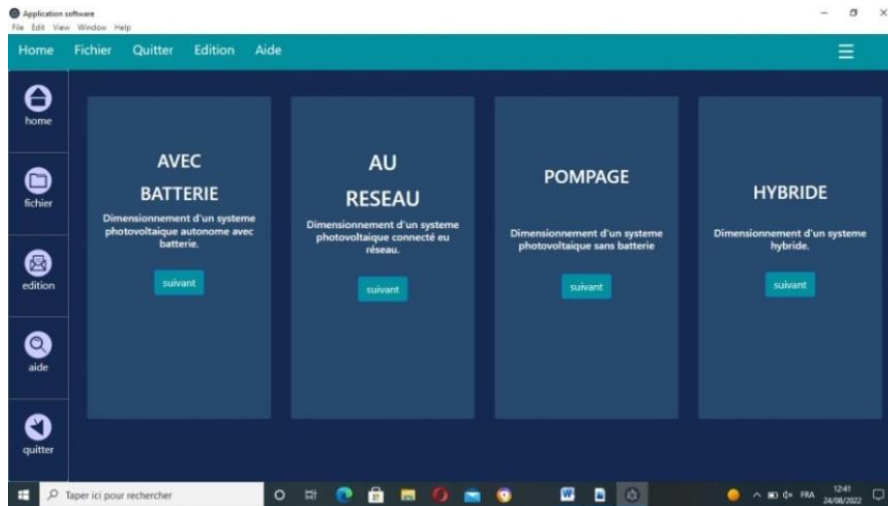 Application software
File Edit View Window Help
Home Fichier Quitter Edition Aide
home
fichier
edition
aide
quitter
AVEC
BATTERIE
Dimensionnement d'un systeme
photovoltaique autonome avec
batterie.
suivant
AU
RESEAU
Dimensionnement d'un systeme
photovoltaique connecté eu
réseau.
suivant
POMPAGE
Dimensionnement d'un systeme
photovoltaique sans batterie
suivant
HYBRIDE
Dimensionnement d'un systeme
hybride.
suivant
Taper ici pour rechercher
FRA
12:41
24/08/2022